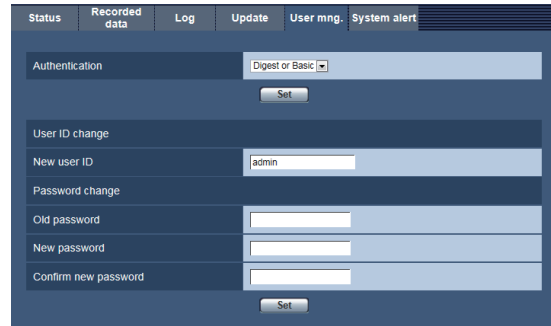 Status Recorded data Log Update User mng. System alert
Authentication Digest or Basic
Set
User ID change
New user ID admin
Password change
Old password
New password
Confirm new password
Set